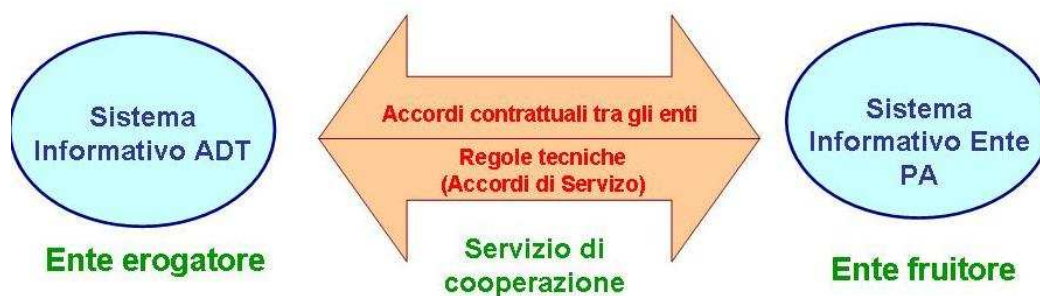 Sistema
Informativo ADT
Ente erogatore
Accordi contrattuali tra gli enti
Regole tecniche
(Accordi di Servizo)
Servizio di
cooperazione
Sistema
Informativo Ente
PA
Ente fruitore